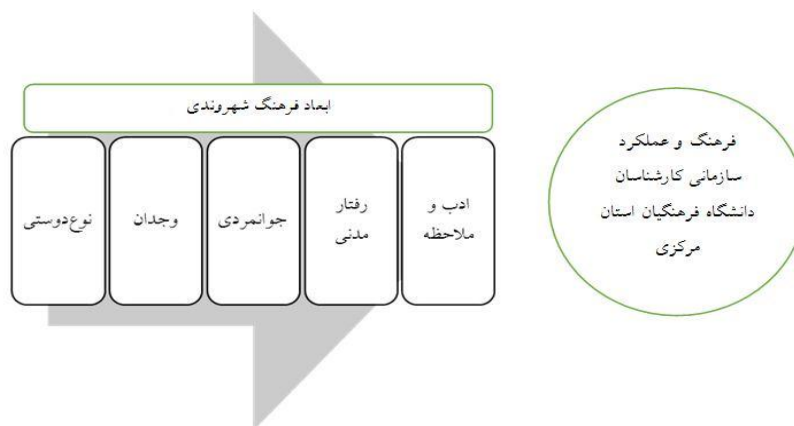 ابعاد فرهنگ شهروندی
ادب و
ملاحظه
رفتار
مدنی
جوانمردی
وجدان
نوع‌دوستی
فرهنگ و عملکرد
سازمانی کارشناسان
دانشگاه فرهنگیان استان
مرکزی